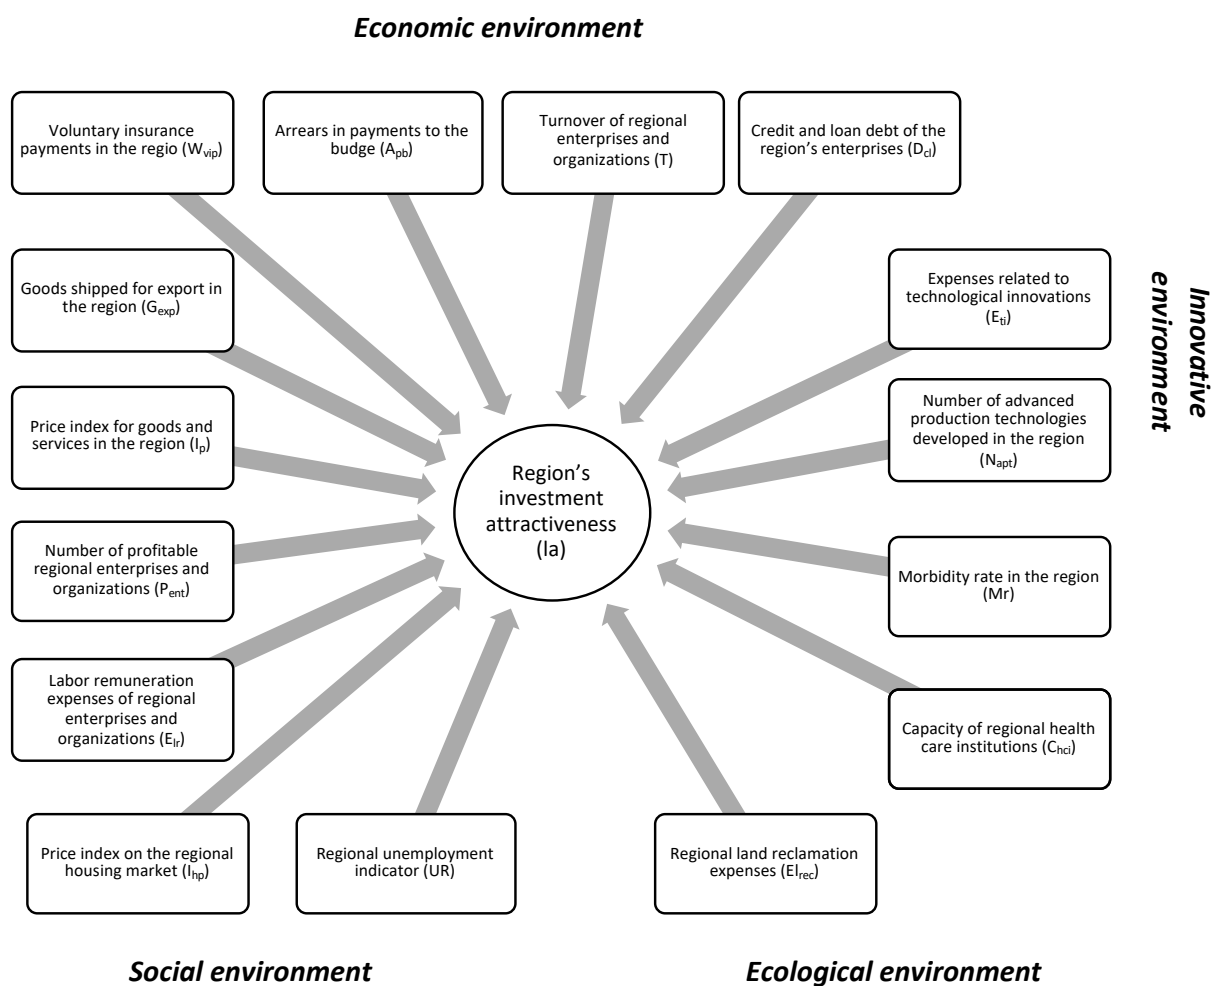 Economic environment
Voluntary insurance
payments in the regio (Wvip)
Arrears in payments to the
budge (Apb)
Turnover of regional
enterprises and
organizations (T)
Credit and loan debt of the
region’s enterprises (Dcl)
Goods shipped for export in
the region (Gexp)
Expenses related to
technological innovations
(Eti)
Innovative
environment
Price index for goods and
services in the region (Ip)
Number of advanced
production technologies
developed in the region
(Napt)
Region’s
investment
attractiveness
(Ia)
Number of profitable
regional enterprises and
organizations (Pent)
Morbidity rate in the region
(Mr)
Labor remuneration
expenses of regional
enterprises and
organizations (Elr)
Capacity of regional health
care institutions (Chci)
Price index on the regional
housing market (Ihp)
Regional unemployment
indicator (UR)
Regional land reclamation
expenses (Elrec)
Social environment
Ecological environment